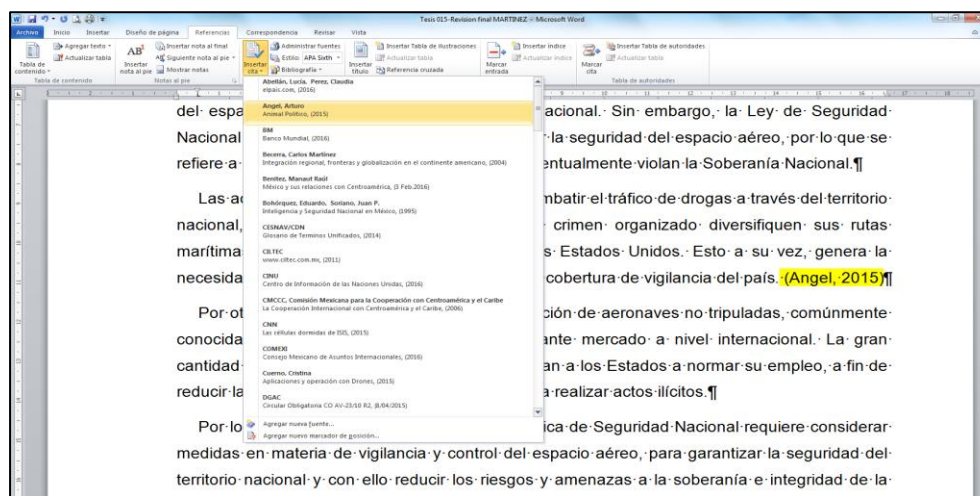 Tesis 015-Revision final MARTINEZ - Microsoft Word
Archivo Inicio Insertar Diseño de página Referencias Correspondencia Revisar Vista
Tabla de contenido
Agregar texto
Actualizar tabla
Tabla de contenido
AB¹
Insertar nota al pie
Insertar nota al final
Siguiente nota al pie
Mostrar notas
Notas al pie
Insertar cita
Administrar fuentes
Estilo: APA Sixth
Bibliografía
Insertar título
Insertar Tabla de ilustraciones
Actualizar tabla
Referencia cruzada
Marcar entrada
Insertar índice
Actualizar índice
Marcar cita
Insertar Tabla de autoridades
Actualizar tabla
Tabla de autoridades
Abellán, Lucía. Perez, Claudia
elpais.com, (2016)
Angel, Arturo
Animal Político, (2015)
BM
Banco Mundial, (2016)
Becerra, Carlos Martínez
Integración regional, fronteras y globalización en el continente americano, (2004)
Benitez, Manaut Raúl
México y sus relaciones con Centroamérica, (3 Feb.2016)
Bohórquez, Eduardo. Soriano, Juan P.
Inteligencia y Seguridad Nacional en México, (1995)
CESNAV/CDN
Glosario de Terminos Unificados, (2014)
CILTEC
www.ciltec.com.mx, (2011)
CINU
Centro de Información de las Naciones Unidas, (2016)
CMCCC, Comisión Mexicana para la Cooperación con Centroamérica y el Caribe
La Cooperación Internacional con Centroamérica y el Caribe, (2006)
CNN
Las células dormidas de ISIS, (2015)
COMEXI
Consejo Mexicano de Asuntos Internacionales, (2016)
Cuerno, Cristina
Aplicaciones y operación con Drones, (2015)
DGAC
Circular Obligatoria CO AV-23/10 R2, (8/04/2015)
Agregar nueva fuente...
Agregar nuevo marcador de posición...
del espa acional. Sin embargo, la Ley de Seguridad
Nacional la seguridad del espacio aéreo, por lo que se
refiere a entualmente violan la Soberanía Nacional.¶
Las ac mbatir el tráfico de drogas a través del territorio
nacional, crimen organizado diversifiquen sus rutas
marítima s Estados Unidos. Esto a su vez, genera la
necesida cobertura de vigilancia del país. (Angel, 2015)¶
Por ot ción de aeronaves no tripuladas, comúnmente
conocida ante mercado a nivel internacional. La gran
cantidad an a los Estados a normar su empleo, a fin de
reducir la a realizar actos ilícitos.¶
Por lo ica de Seguridad Nacional requiere considerar
medidas en materia de vigilancia y control del espacio aéreo, para garantizar la seguridad del
territorio nacional y con ello reducir los riesgos y amenazas a la soberanía e integridad de la